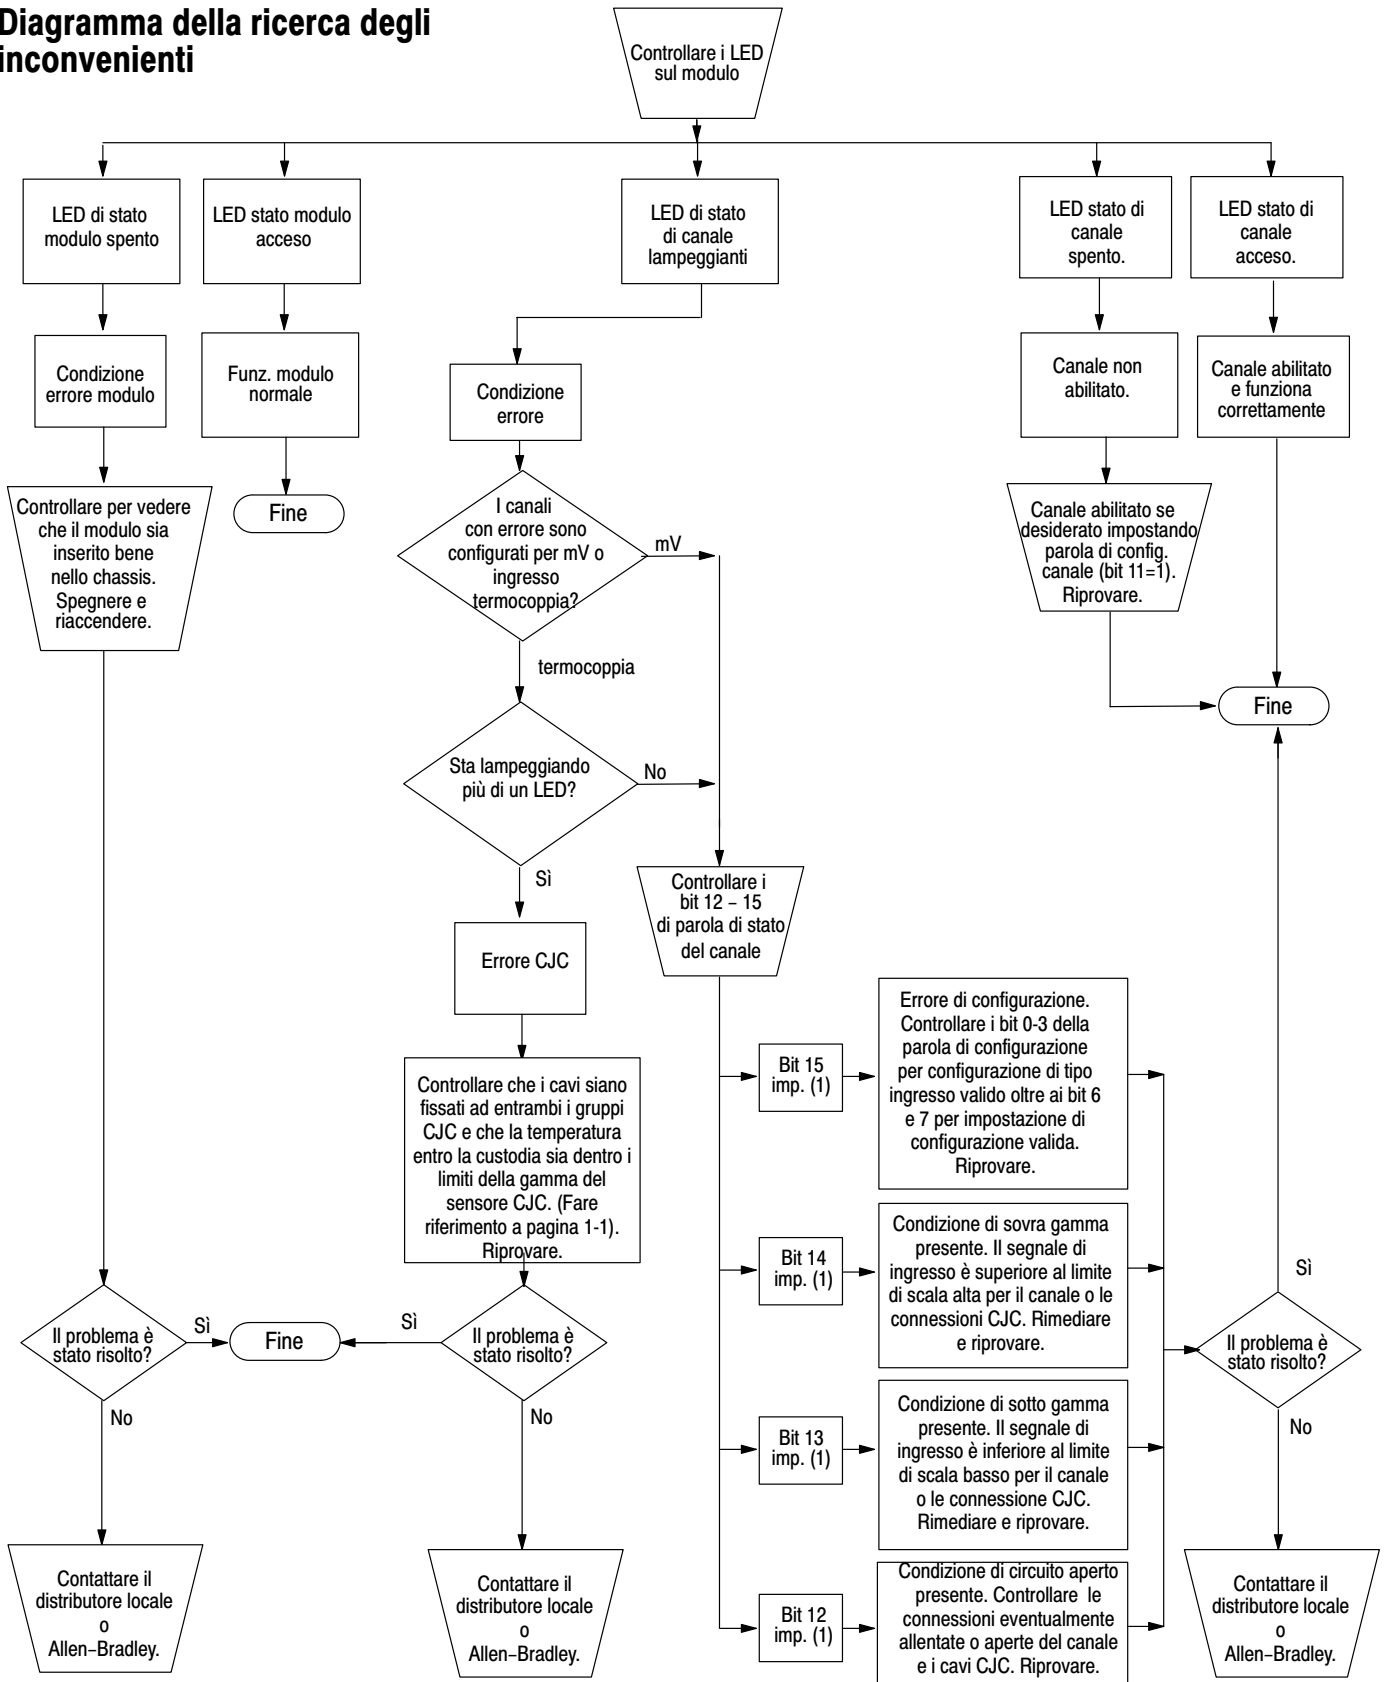 Diagramma della ricerca degli
inconvenienti
Controllare i LED
sul modulo
LED di stato
modulo spento
LED stato modulo
acceso
LED di stato
di canale
lampeggianti
LED stato di
canale
spento.
LED stato di
canale
acceso.
Condizione
errore modulo
Funz. modulo
normale
Condizione
errore
Canale non
abilitato.
Canale abilitato
e funziona
correttamente
Controllare per vedere
che il modulo sia
inserito bene
nello chassis.
Spegnere e
riaccendere.
Fine
I canali
con errore sono
configurati per mV o
ingresso
termocoppia?
mV
termocoppia
Canale abilitato se
desiderato impostando
parola di config.
canale (bit 11=1).
Riprovare.
Fine
Sta lampeggiando
più di un LED?
No
Sì
Controllare i
bit 12 – 15
di parola di stato
del canale
Errore CJC
Controllare che i cavi siano
fissati ad entrambi i gruppi
CJC e che la temperatura
entro la custodia sia dentro i
limiti della gamma del
sensore CJC. (Fare
riferimento a pagina 1-1).
Riprovare.
Bit 15
imp. (1)
Errore di configurazione.
Controllare i bit 0-3 della
parola di configurazione
per configurazione di tipo
ingresso valido oltre ai bit 6
e 7 per impostazione di
configurazione valida.
Riprovare.
Bit 14
imp. (1)
Condizione di sovra gamma
presente. Il segnale di
ingresso è superiore al limite
di scala alta per il canale o le
connessioni CJC. Rimediare
e riprovare.
Bit 13
imp. (1)
Condizione di sotto gamma
presente. Il segnale di
ingresso è inferiore al limite
di scala basso per il canale
o le connessione CJC.
Rimediare e riprovare.
Bit 12
imp. (1)
Condizione di circuito aperto
presente. Controllare le
connessioni eventualmente
allentate o aperte del canale
e i cavi CJC. Riprovare.
Il problema è
stato risolto?
Sì
Fine
Sì
Il problema è
stato risolto?
Sì
Il problema è
stato risolto?
No
No
No
Contattare il
distributore locale
o
Allen–Bradley.
Contattare il
distributore locale
o
Allen–Bradley.
Contattare il
distributore locale
o
Allen–Bradley.